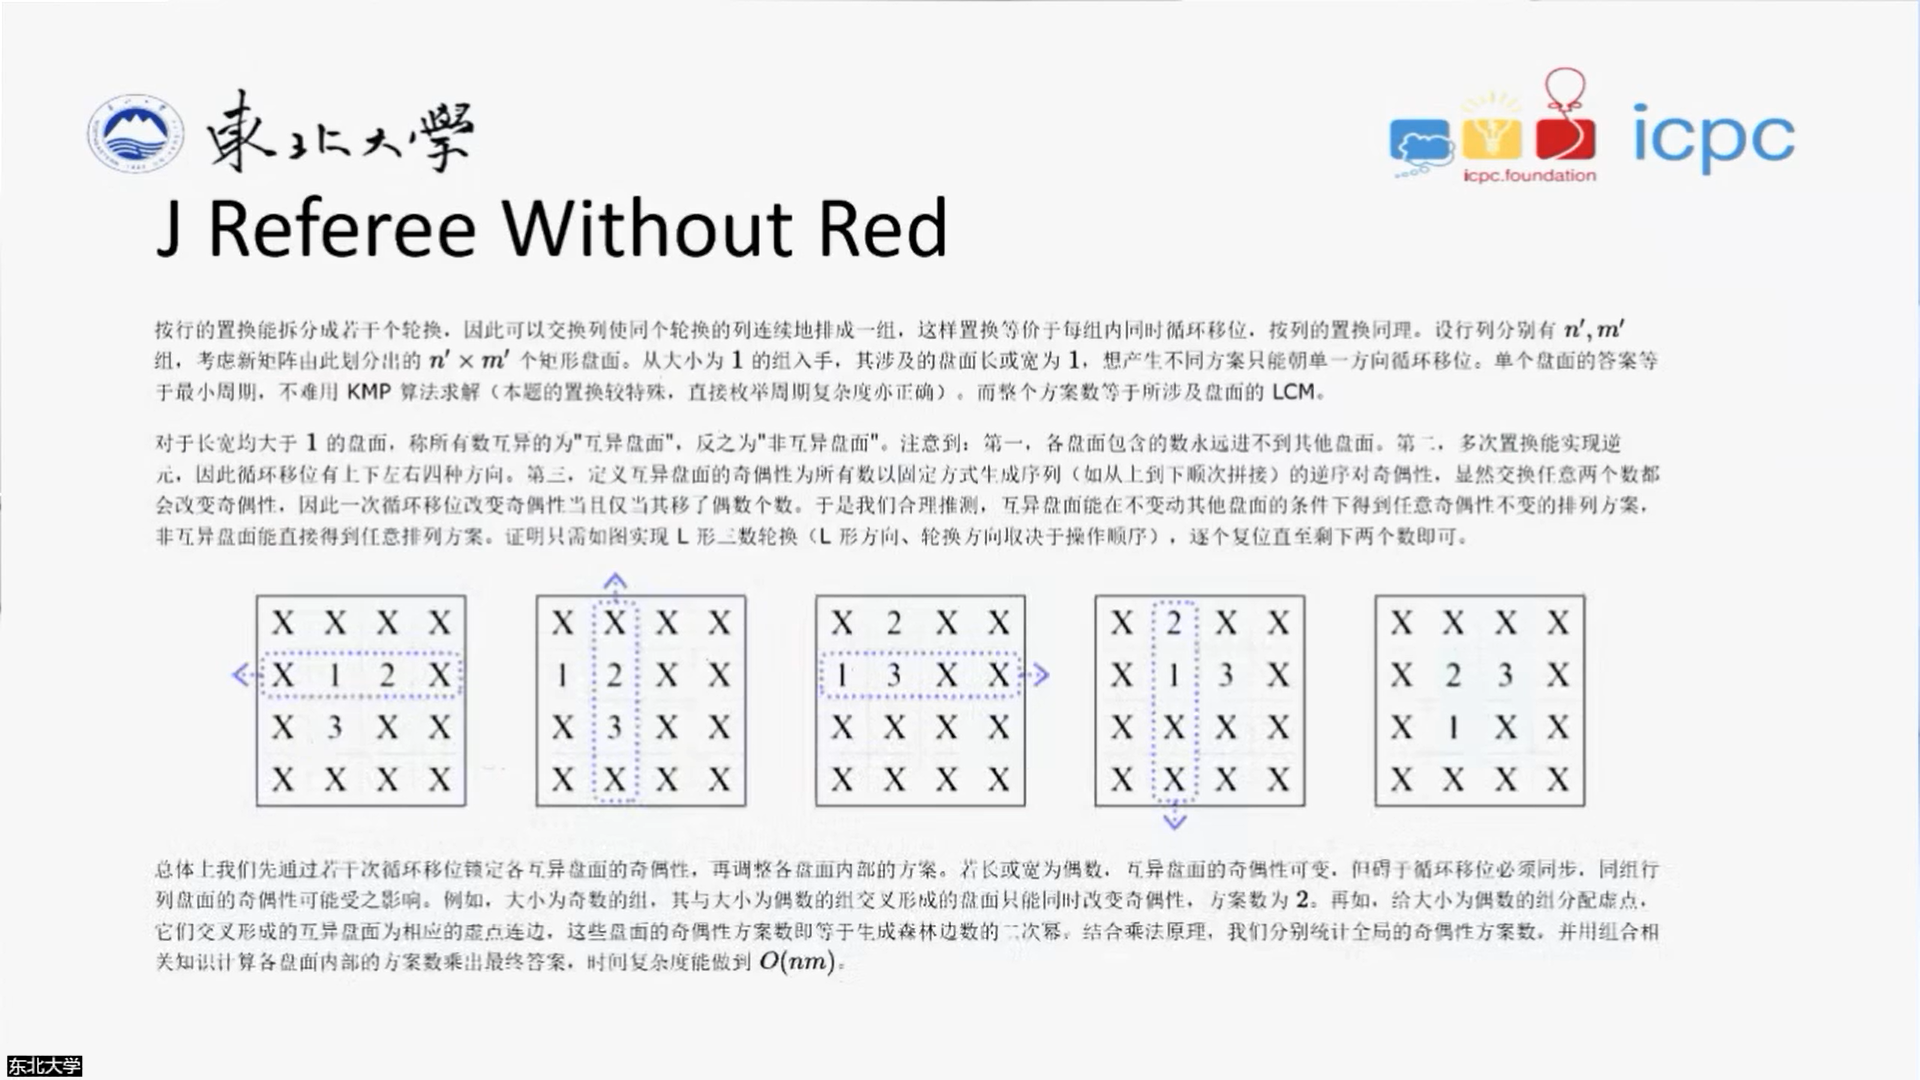 東北大學
icpc.foundation
icpc
J Referee Without Red
按行的置换能拆分成若干个轮换，因此可以交换列使同个轮换的列连续地排成一组，这样置换等价于每组内同时循环移位，按列的置换同理。设行列分别有 n′, m′
组，考虑新矩阵由此划分出的 n′ × m′ 个矩形盘面。从大小为 1 的组入手，其涉及的盘面长或宽为 1，想产生不同方案只能朝单一方向循环移位。单个盘面的答案等
于最小周期，不难用 KMP 算法求解（本题的置换较特殊，直接枚举周期复杂度亦正确）。而整个方案数等于所涉及盘面的 LCM。
对于长宽均大于 1 的盘面，称所有数互异的为"互异盘面"，反之为"非互异盘面"。注意到：第一，各盘面包含的数永远进不到其他盘面。第二，多次置换能实现逆
元，因此循环移位有上下左右四种方向。第三，定义互异盘面的奇偶性为所有数以固定方式生成序列（如从上到下顺次拼接）的逆序对奇偶性，显然交换任意两个数都
会改变奇偶性，因此一次循环移位改变奇偶性当且仅当其移了偶数个数。于是我们合理推测，互异盘面能在不变动其他盘面的条件下得到任意奇偶性不变的排列方案，
非互异盘面能直接得到任意排列方案。证明只需如图实现 L 形三数轮换（L 形方向、轮换方向取决于操作顺序），逐个复位直至剩下两个数即可。
X X X X
X 1 2 X
X 3 X X
X X X X
X X X X
1 2 X X
X 3 X X
X X X X
X 2 X X
1 3 X X
X X X X
X X X X
X 2 X X
X 1 3 X
X X X X
X X X X
X X X X
X 2 3 X
X 1 X X
X X X X
总体上我们先通过若干次循环移位锁定各互异盘面的奇偶性，再调整各盘面内部的方案。若长或宽为偶数，互异盘面的奇偶性可变，但碍于循环移位必须同步，同组行
列盘面的奇偶性可能受之影响。例如，大小为奇数的组，其与大小为偶数的组交叉形成的盘面只能同时改变奇偶性，方案数为 2。再如，给大小为偶数的组分配虚点，
它们交叉形成的互异盘面为相应的虚点连边，这些盘面的奇偶性方案数即等于生成森林边数的二次幂。结合乘法原理，我们分别统计全局的奇偶性方案数，并用组合相
关知识计算各盘面内部的方案数乘出最终答案，时间复杂度能做到 O(nm)。
东北大学